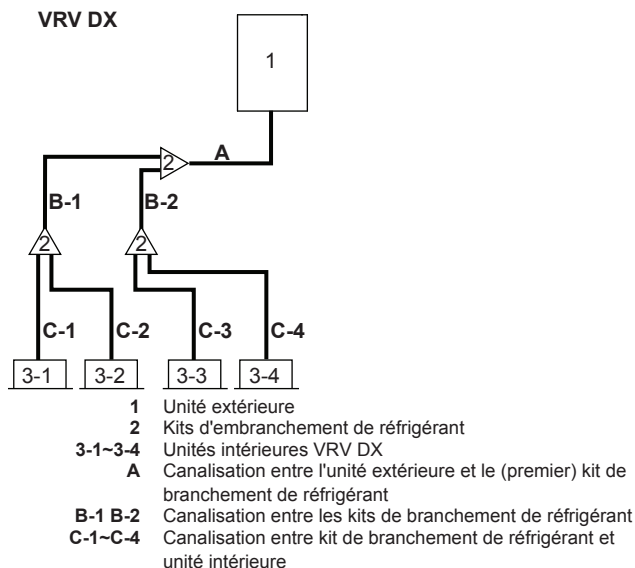 VRV DX
1
2
A
B-1
B-2
2
2
C-1
C-2
C-3
C-4
3-1
3-2
3-3
3-4
1 Unité extérieure
2 Kits d'embranchement de réfrigérant
3-1~3-4 Unités intérieures VRV DX
A Canalisation entre l'unité extérieure et le (premier) kit de
branchement de réfrigérant
B-1 B-2 Canalisation entre les kits de branchement de réfrigérant
C-1~C-4 Canalisation entre kit de branchement de réfrigérant et
unité intérieure